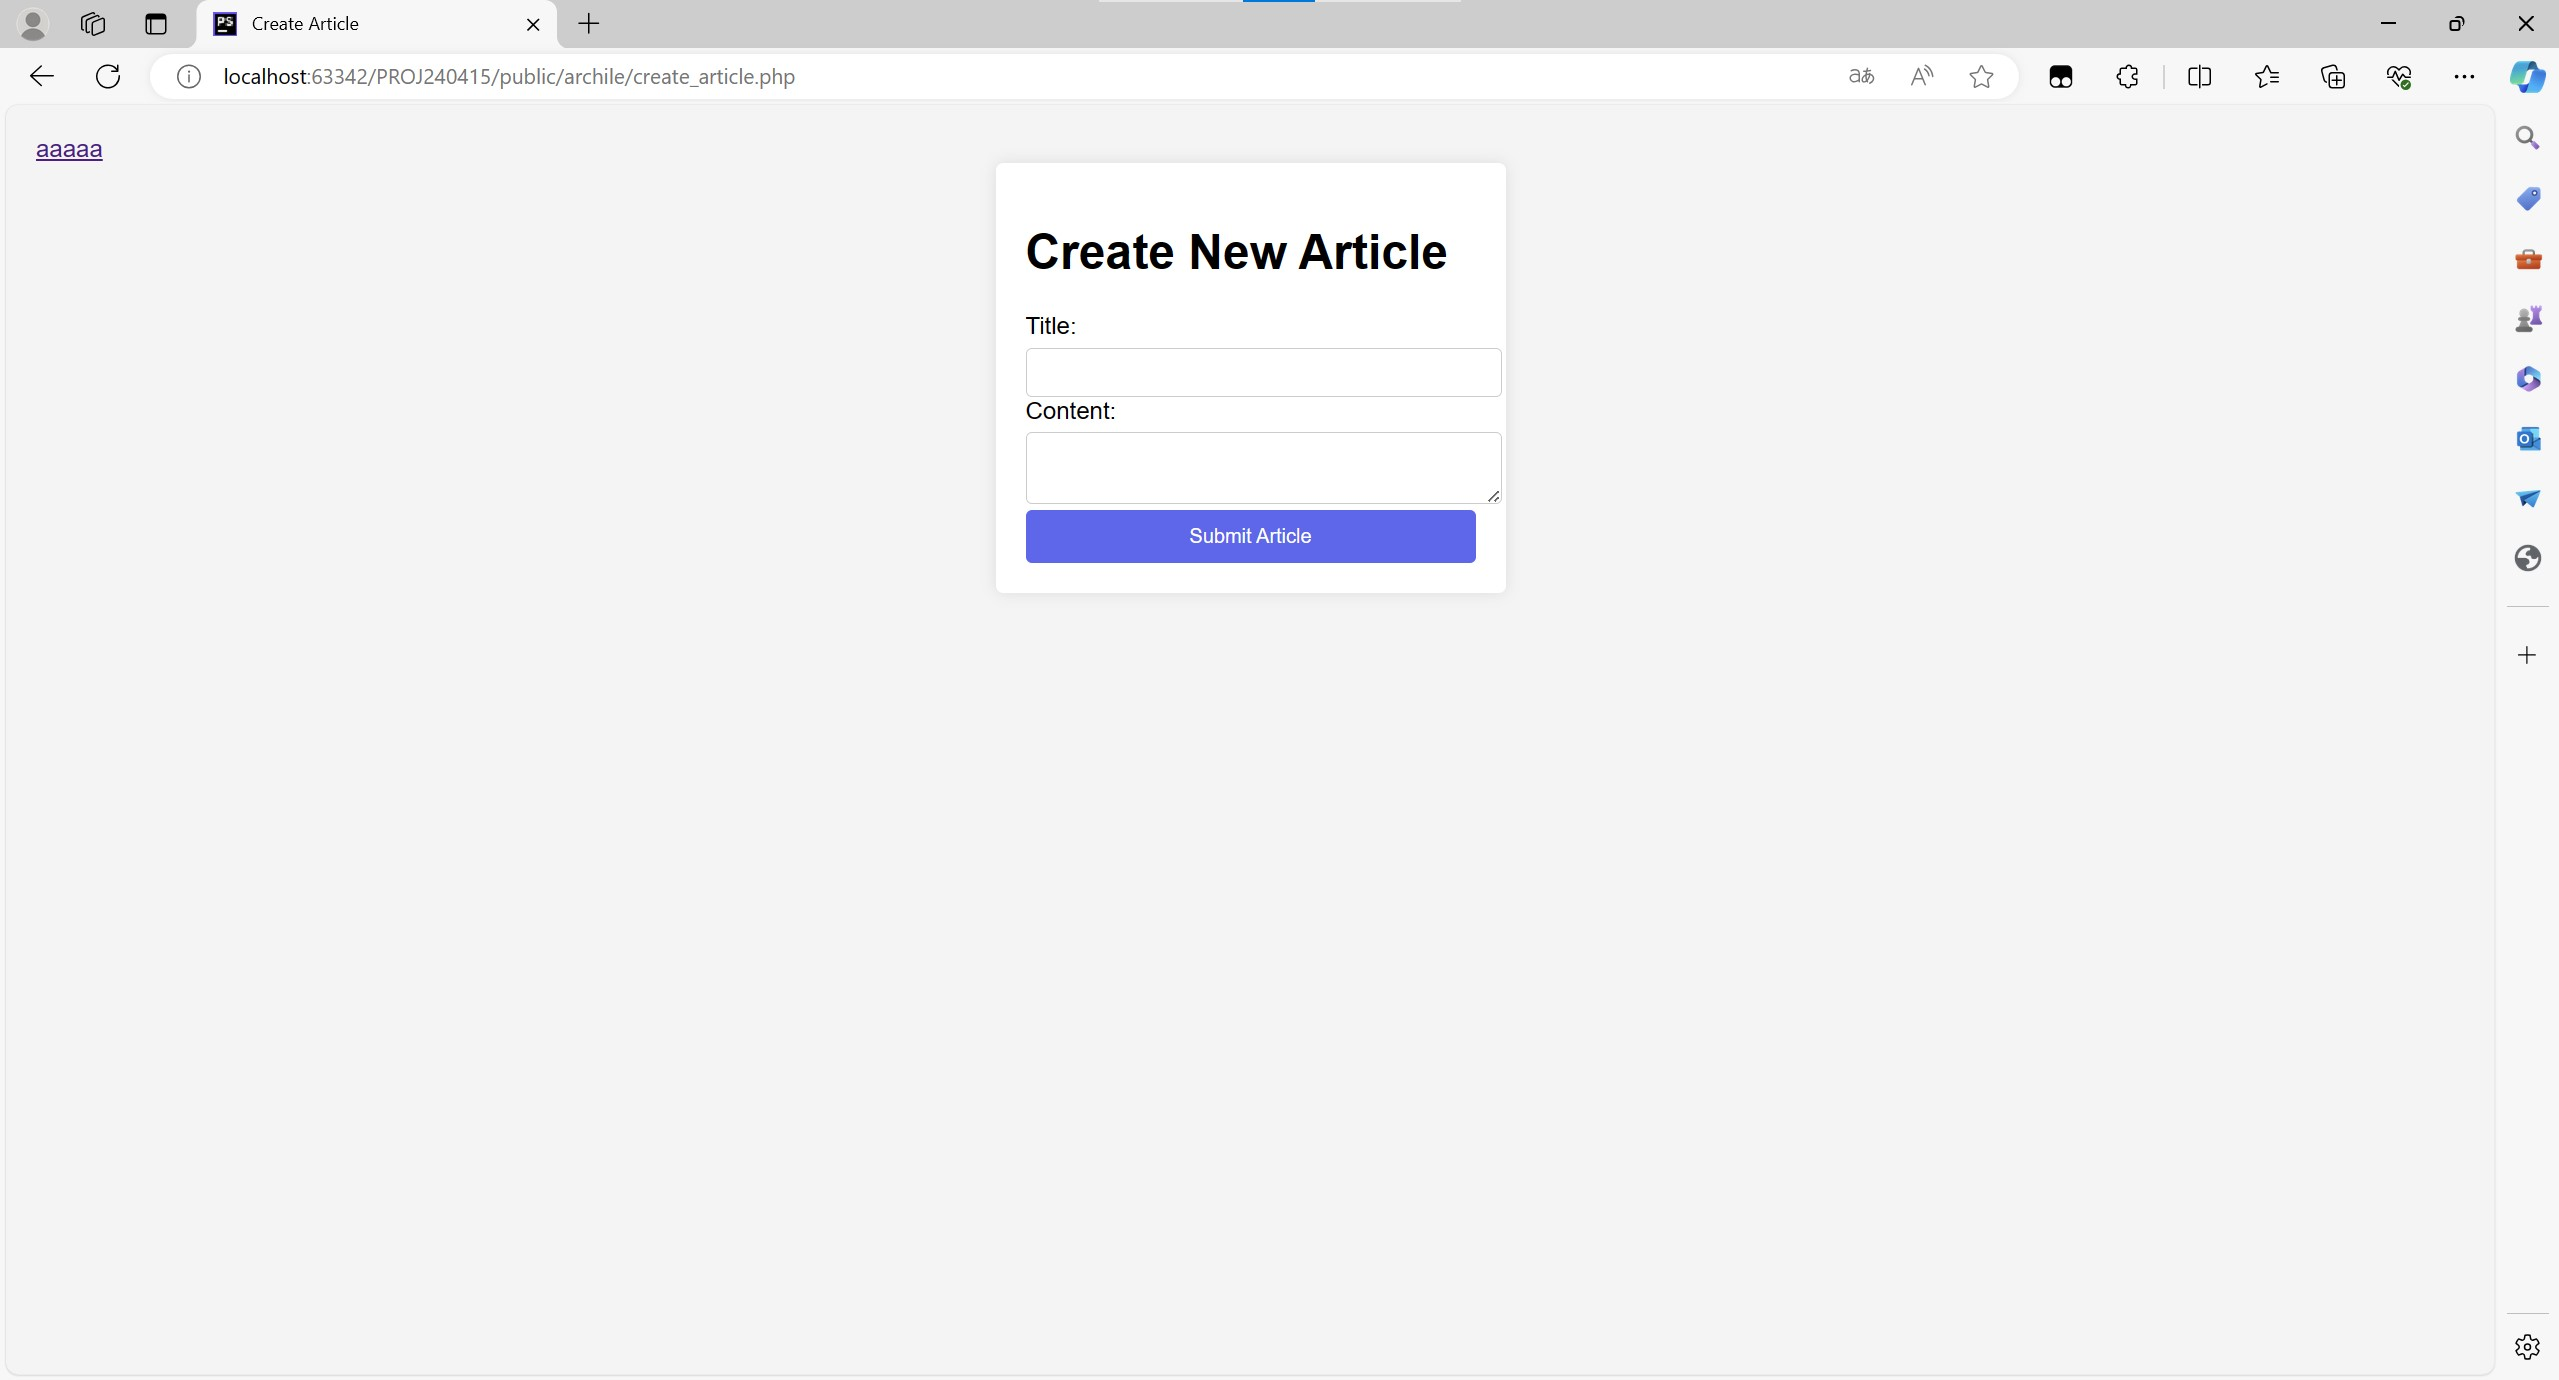 Create Article
localhost:63342/PROJ240415/public/archile/create_article.php
aaaaa
Create New Article
Title:
Content:
Submit Article